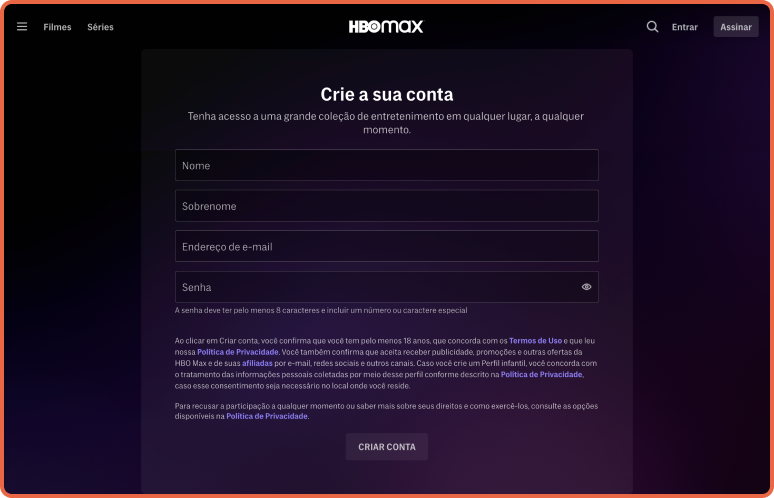 Filmes
Séries
HBOmax
Entrar
Assinar
Crie a sua conta
Tenha acesso a uma grande coleção de entretenimento em qualquer lugar, a qualquer
momento.
Nome
Sobrenome
Endereço de e-mail
Senha
A senha deve ter pelo menos 8 caracteres e incluir um número ou caractere especial
Ao clicar em Criar conta, você confirma que você tem pelo menos 18 anos, que concorda com os Termos de Uso e que leu
nossa Política de Privacidade. Você também confirma que aceita receber publicidade, promoções e outras ofertas da
HBO Max e de suas afiliadas por e-mail, redes sociais e outros canais. Caso você crie um Perfil infantil, você concorda com
o tratamento das informações pessoais coletadas por meio desse perfil conforme descrito na Política de Privacidade,
caso esse consentimento seja necessário no local onde você reside.
Para recusar a participação a qualquer momento ou saber mais sobre seus direitos e como exercê-los, consulte as opções
disponíveis na Política de Privacidade.
CRIAR CONTA